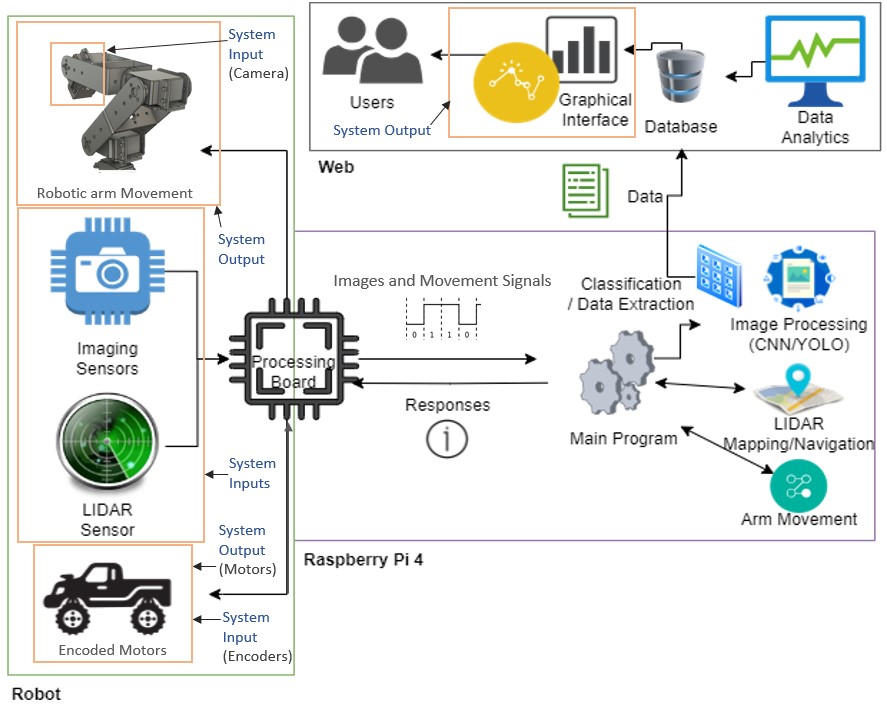 System
Input
(Camera)
Robotic arm Movement
System
Output
Imaging
Sensors
LIDAR
Sensor
System
Inputs
System
Output
(Motors)
System
Input
(Encoders)
Encoded Motors
Robot
Processing
Board
Images and Movement Signals
0 1 1 0
Responses
i
Users
System Output
Graphical
Interface
Database
Data
Analytics
Web
Data
Classification
/ Data Extraction
Image Processing
(CNN/YOLO)
Main Program
LIDAR
Mapping/Navigation
Arm Movement
Raspberry Pi 4